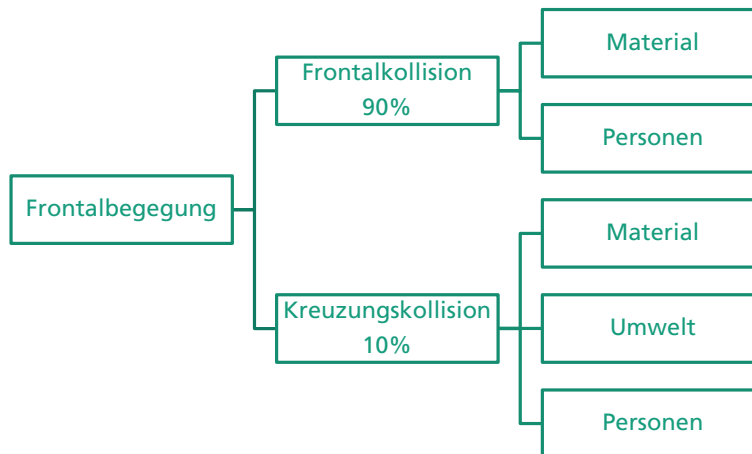 Frontalbegegung
Frontalkollision
90%
Material
Personen
Kreuzungskollision
10%
Material
Umwelt
Personen